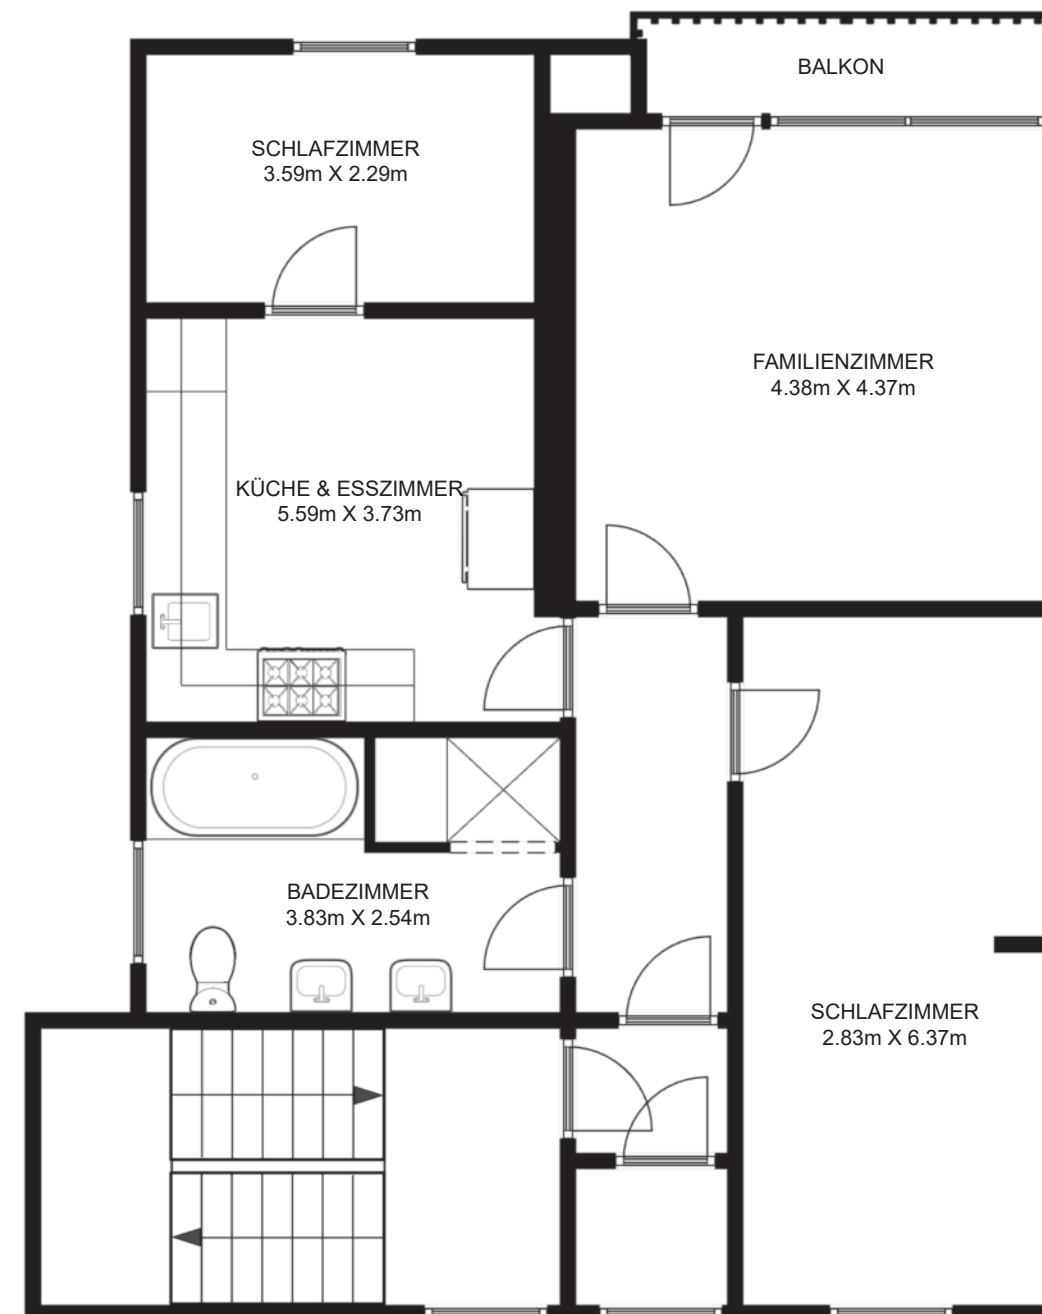 BALKON
SCHLAFZIMMER
3.59m X 2.29m
FAMILIENZIMMER
4.38m X 4.37m
KÜCHE & ESSZIMMER
5.59m X 3.73m
BADEZIMMER
3.83m X 2.54m
SCHLAFZIMMER
2.83m X 6.37m